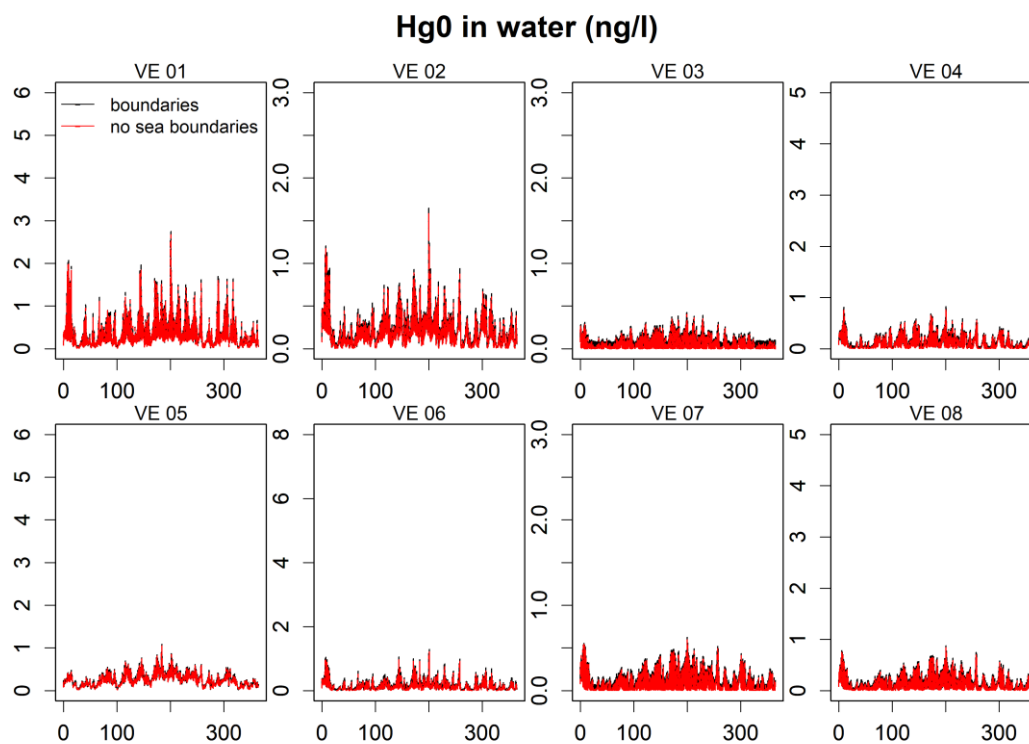 Hg0 in water (ng/l)
VE 01 VE 02 VE 03 VE 04
boundaries
no sea boundaries
0 1 2 3 4 5 6
0.0 1.0 2.0 3.0
0.0 1.0 2.0 3.0
0 1 2 3 4 5
0 100 300 0 100 300 0 100 300 0 100 300
VE 05 VE 06 VE 07 VE 08
0 1 2 3 4 5 6
0 2 4 6 8
0.0 1.0 2.0 3.0
0 1 2 3 4 5
0 100 300 0 100 300 0 100 300 0 100 300